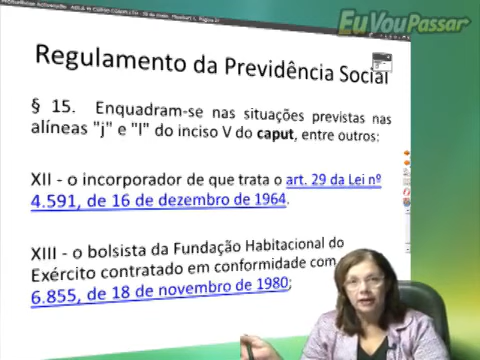 EuVouPassar
Regulamento da Previdência Social
§ 15. Enquadram-se nas situações previstas nas
alíneas "j" e "l" do inciso V do caput, entre outros:
XII - o incorporador de que trata o art. 29 da Lei nº
4.591, de 16 de dezembro de 1964.
XIII - o bolsista da Fundação Habitacional do
Exército contratado em conformidade com
6.855, de 18 de novembro de 1980;